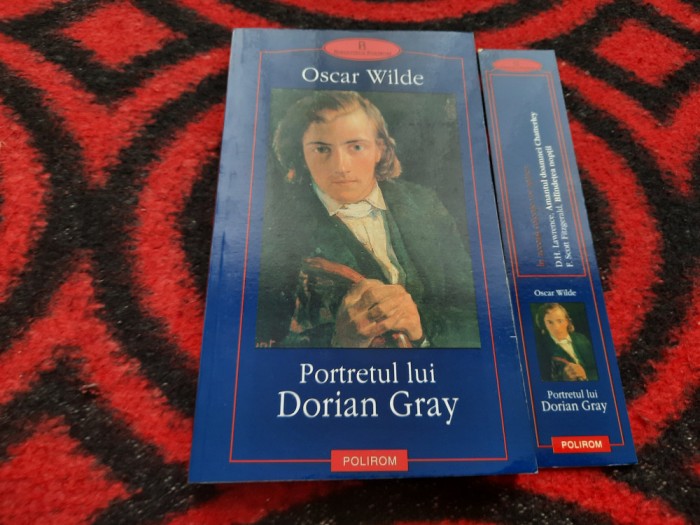 Oscar Wilde
Portretul lui
Dorian Gray
POLIROM
D.H. Lawrence, Amantul doamnei Chatterley
F. Scott Fitzgerald, Blîndețea nopții
Oscar Wilde
Portretul lui
Dorian Gray
POLIROM